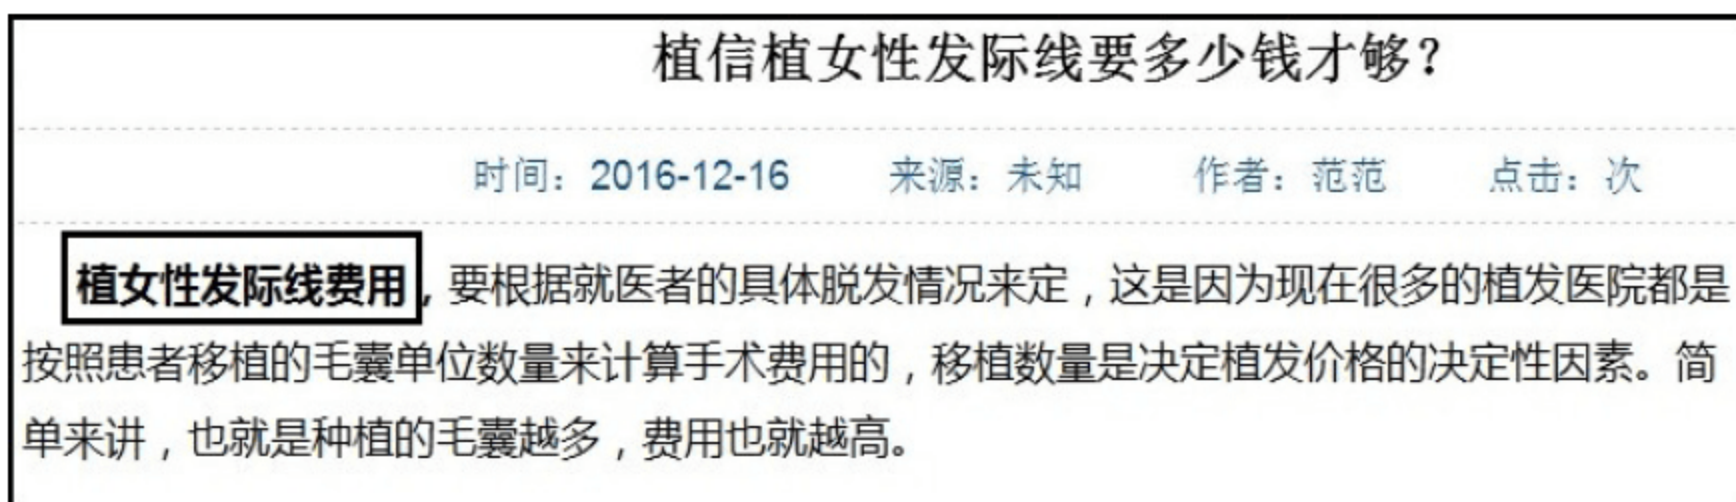 植信植女性发际线要多少钱才够？
时间：2016-12-16 来源：未知 作者：范范 点击：次
植女性发际线费用，要根据就医者的具体脱发情况来定，这是因为现在很多的植发医院都是
按照患者移植的毛囊单位数量来计算手术费用的，移植数量是决定植发价格的决定性因素。简
单来讲，也就是种植的毛囊越多，费用也就越高。